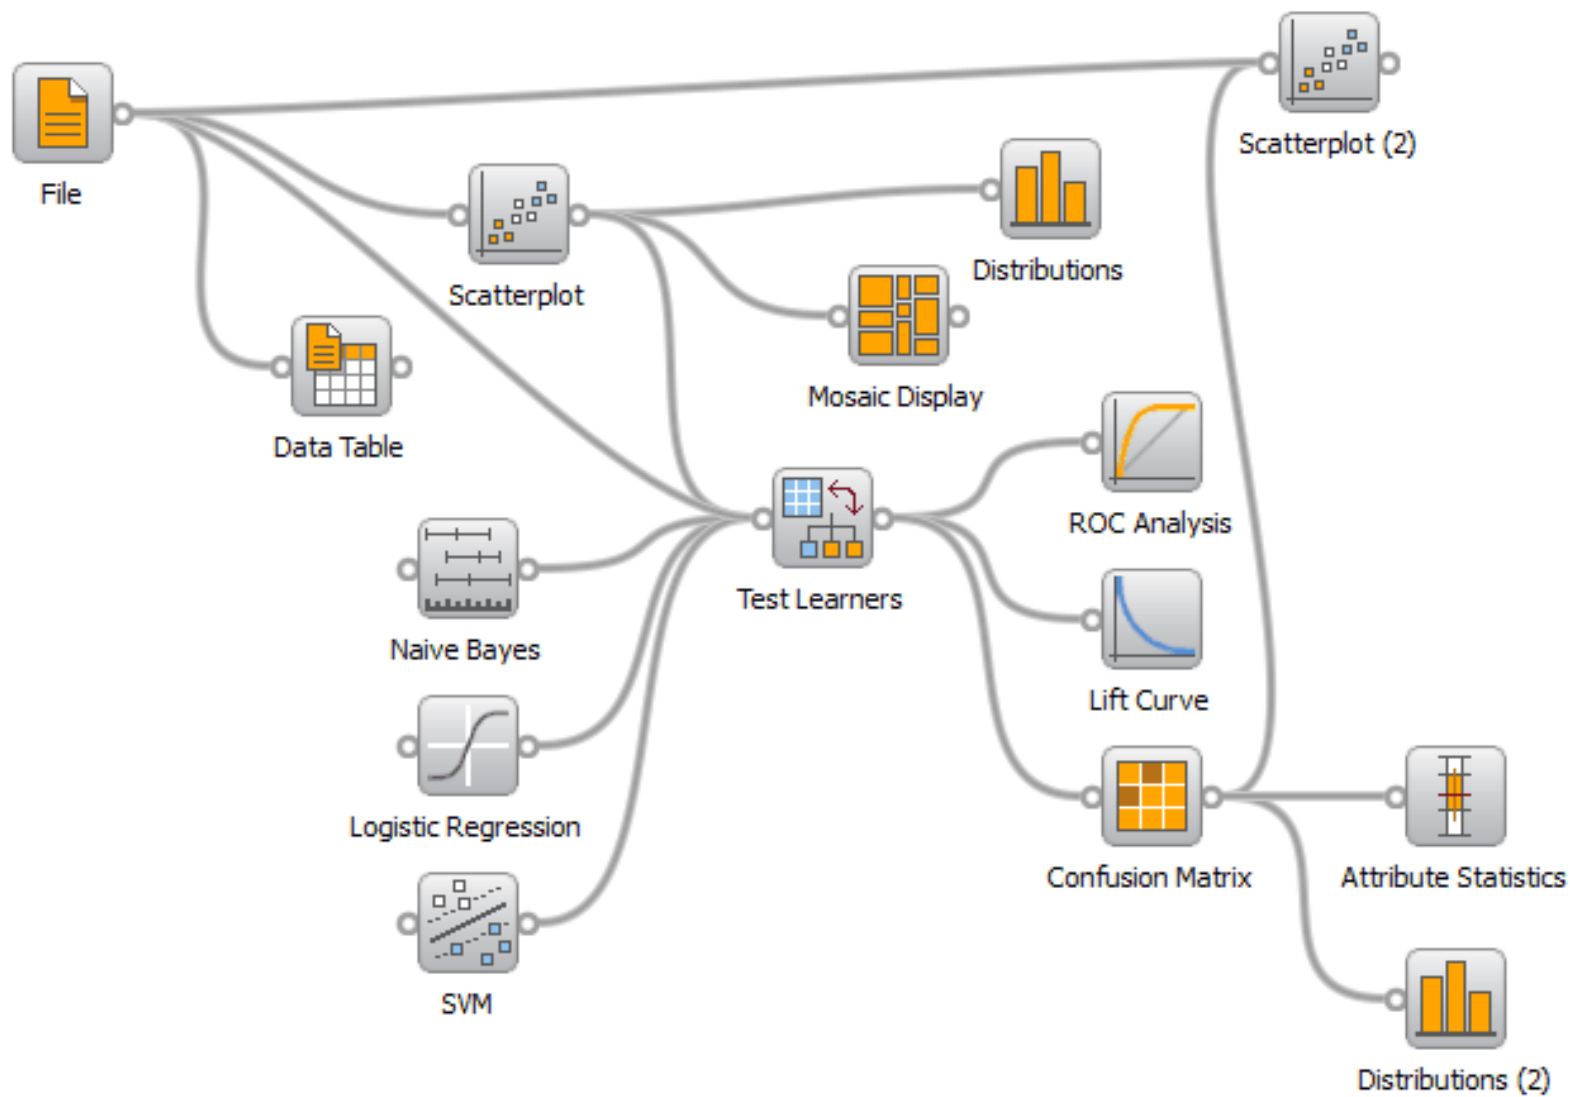 File
Scatterplot (2)
Scatterplot
Distributions
Mosaic Display
Data Table
ROC Analysis
Test Learners
Naive Bayes
Lift Curve
Logistic Regression
Confusion Matrix
Attribute Statistics
SVM
Distributions (2)